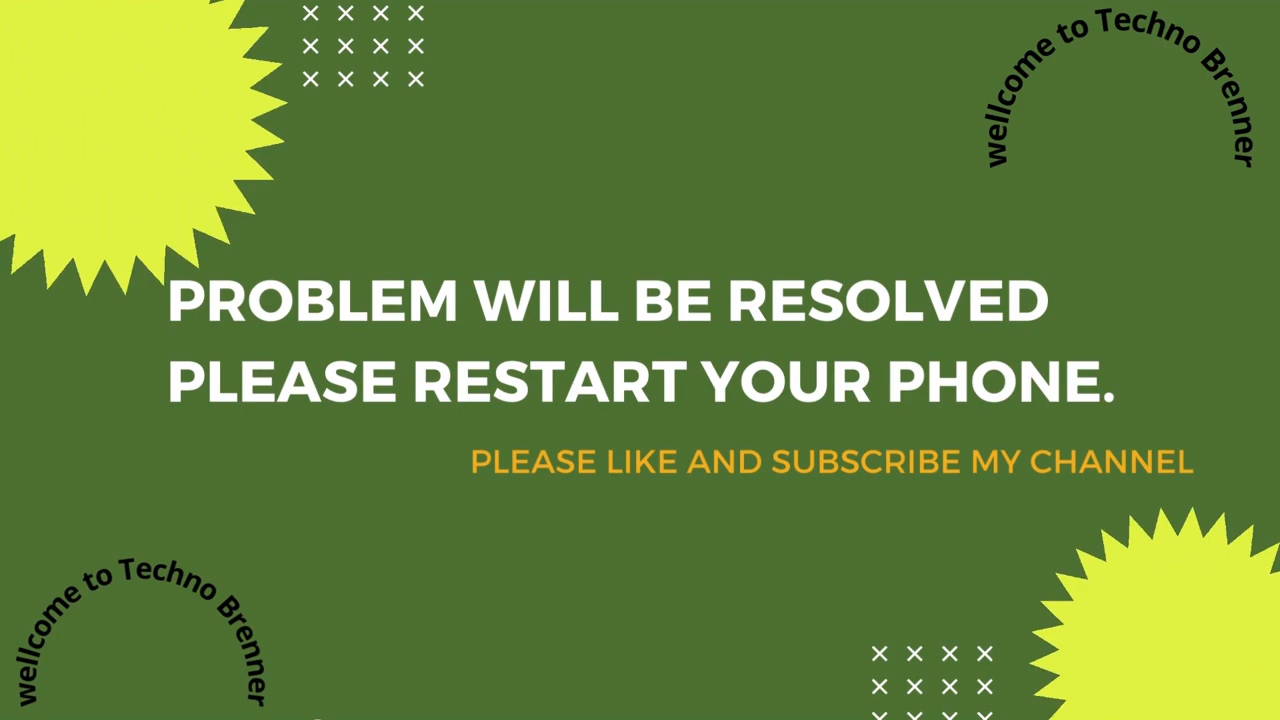 wellcome to Techno Brenner
PROBLEM WILL BE RESOLVED
PLEASE RESTART YOUR PHONE.
PLEASE LIKE AND SUBSCRIBE MY CHANNEL
wellcome to Techno Brenner